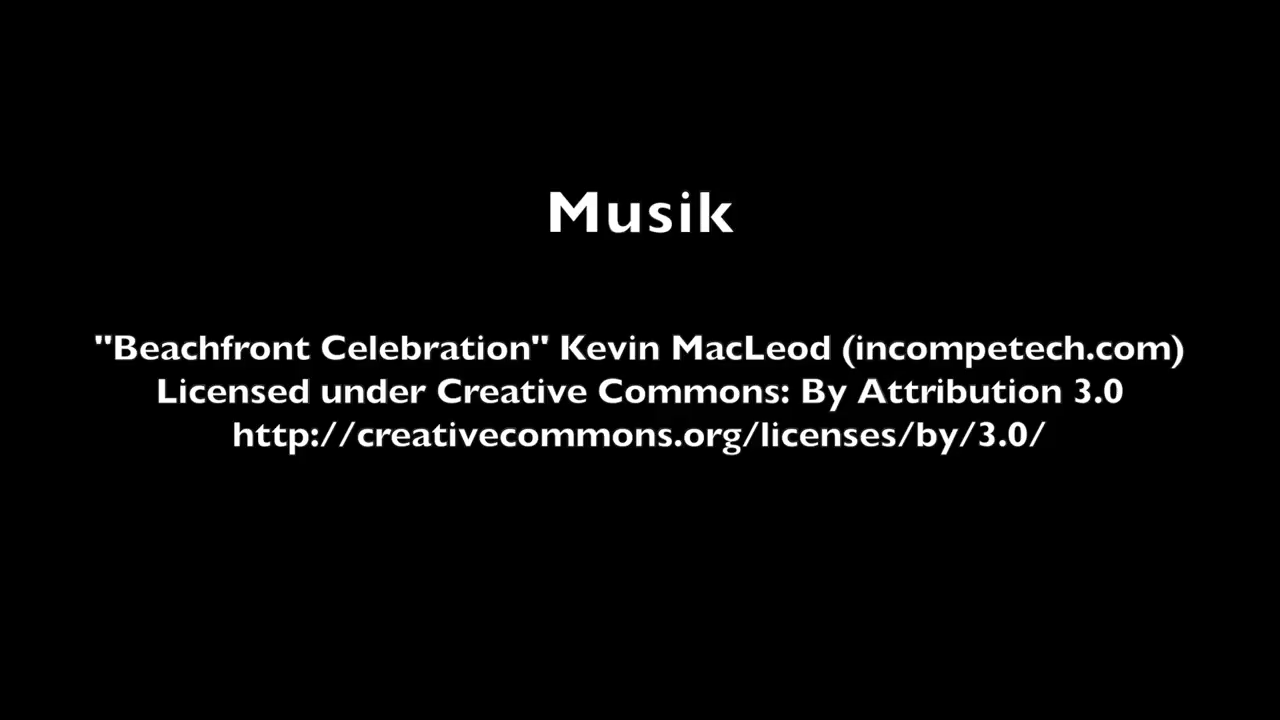 Musik
"Beachfront Celebration" Kevin MacLeod (incompetech.com)
Licensed under Creative Commons: By Attribution 3.0
http://creativecommons.org/licenses/by/3.0/